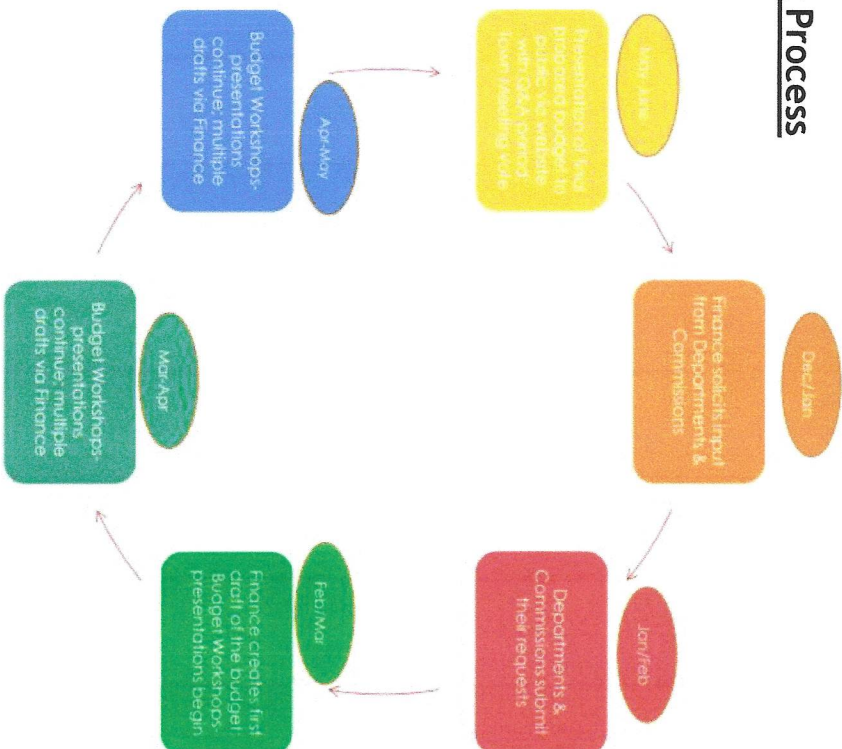 Process
Dec/Jan
Finance solicits input
from Departments &
Commissions
Jan/Feb
Departments &
Commissions submit
their requests
Feb/Mar
Finance creates first
draft of the budget;
Budget Workshops-
presentations begin
Mar-Apr
Budget Workshops-
presentations
continue; multiple
drafts via Finance
Apr-May
Budget Workshops-
presentations
continue; multiple
drafts via Finance
May-June
Presentation of final
proposed budget to
public via website
with Q&A period
Town Meeting Vote